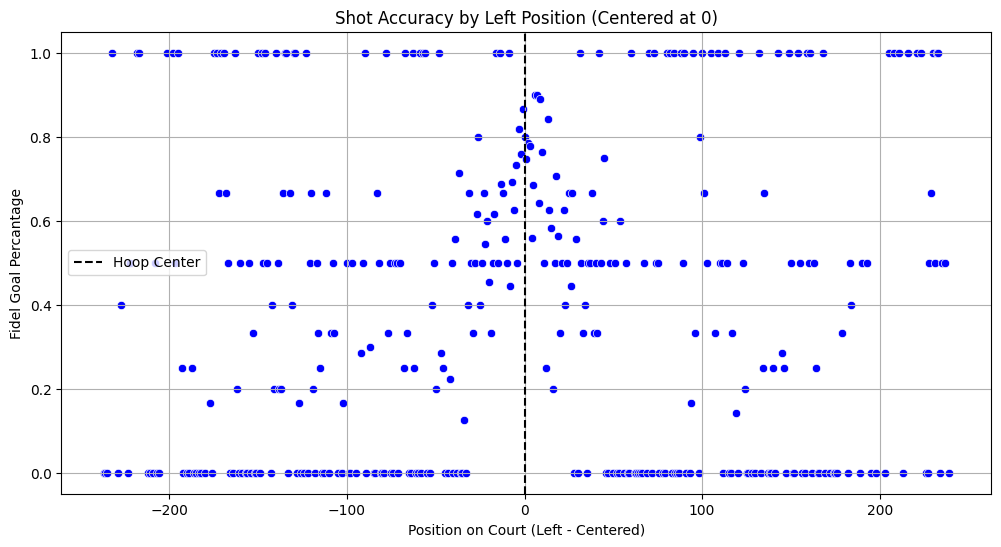 Shot Accuracy by Left Position (Centered at 0)
Fidel Goal Percantage
1.0
0.8
0.6
0.4
0.2
0.0
Hoop Center
−200
−100
0
100
200
Position on Court (Left - Centered)